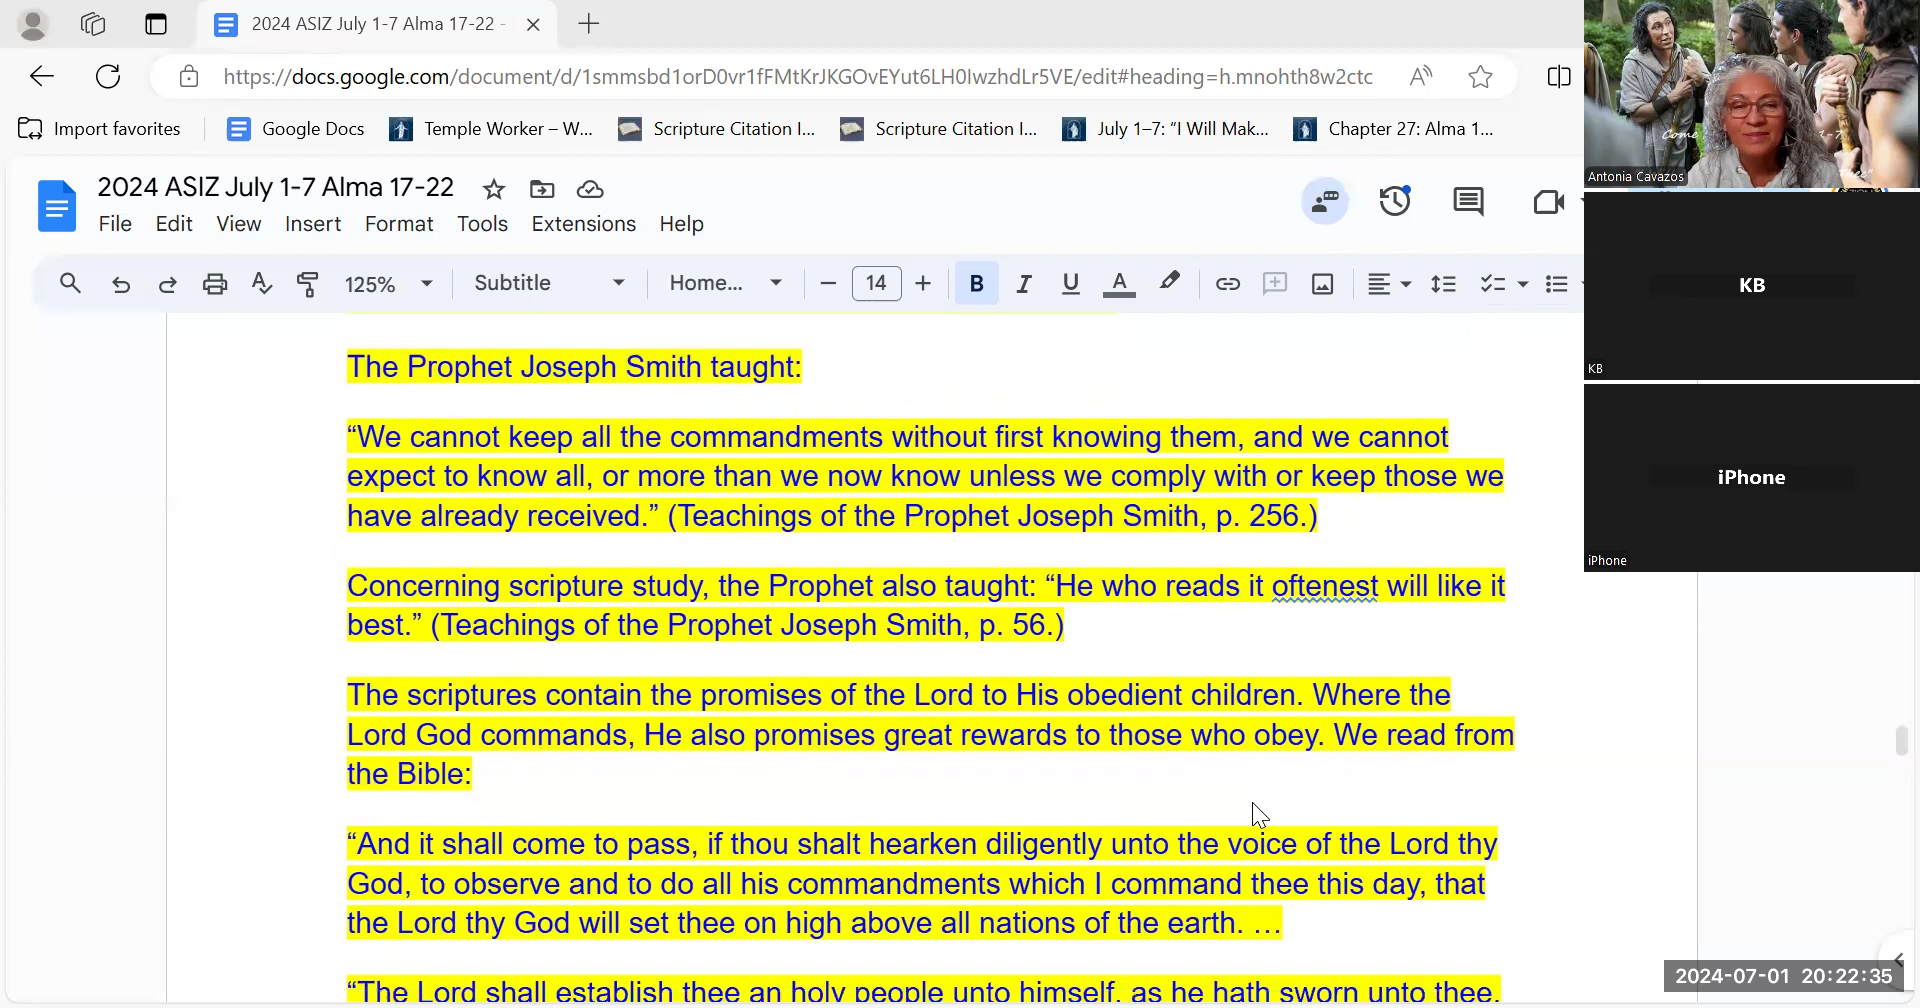 2024 ASIZ July 1-7 Alma 17-22 -
https://docs.google.com/document/d/1smmsbd1orD0vr1fFMtKrJKGOvEYut6LH0IwzhdLr5VE/edit#heading=h.mnohth8w2ctc
Import favorites
Google Docs
Temple Worker – W...
Scripture Citation I...
Scripture Citation I...
July 1–7: “I Will Mak...
Chapter 27: Alma 1...
2024 ASIZ July 1-7 Alma 17-22
File Edit View Insert Format Tools Extensions Help
125% Subtitle Home... 14 B I U A
The Prophet Joseph Smith taught:
“We cannot keep all the commandments without first knowing them, and we cannot
expect to know all, or more than we now know unless we comply with or keep those we
have already received.” (Teachings of the Prophet Joseph Smith, p. 256.)
Concerning scripture study, the Prophet also taught: “He who reads it oftenest will like it
best.” (Teachings of the Prophet Joseph Smith, p. 56.)
The scriptures contain the promises of the Lord to His obedient children. Where the
Lord God commands, He also promises great rewards to those who obey. We read from
the Bible:
“And it shall come to pass, if thou shalt hearken diligently unto the voice of the Lord thy
God, to observe and to do all his commandments which I command thee this day, that
the Lord thy God will set thee on high above all nations of the earth. …
“The Lord shall establish thee an holy people unto himself, as he hath sworn unto thee,
Come
1-7
Antonia Cavazos
KB
KB
iPhone
iPhone
2024-07-01 20:22:35